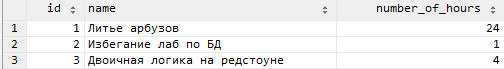 id name number_of_hours
1 1 Литье арбузов 24
2 2 Избегание лаб по БД 1
3 3 Двоичная логика на редстоуне 4